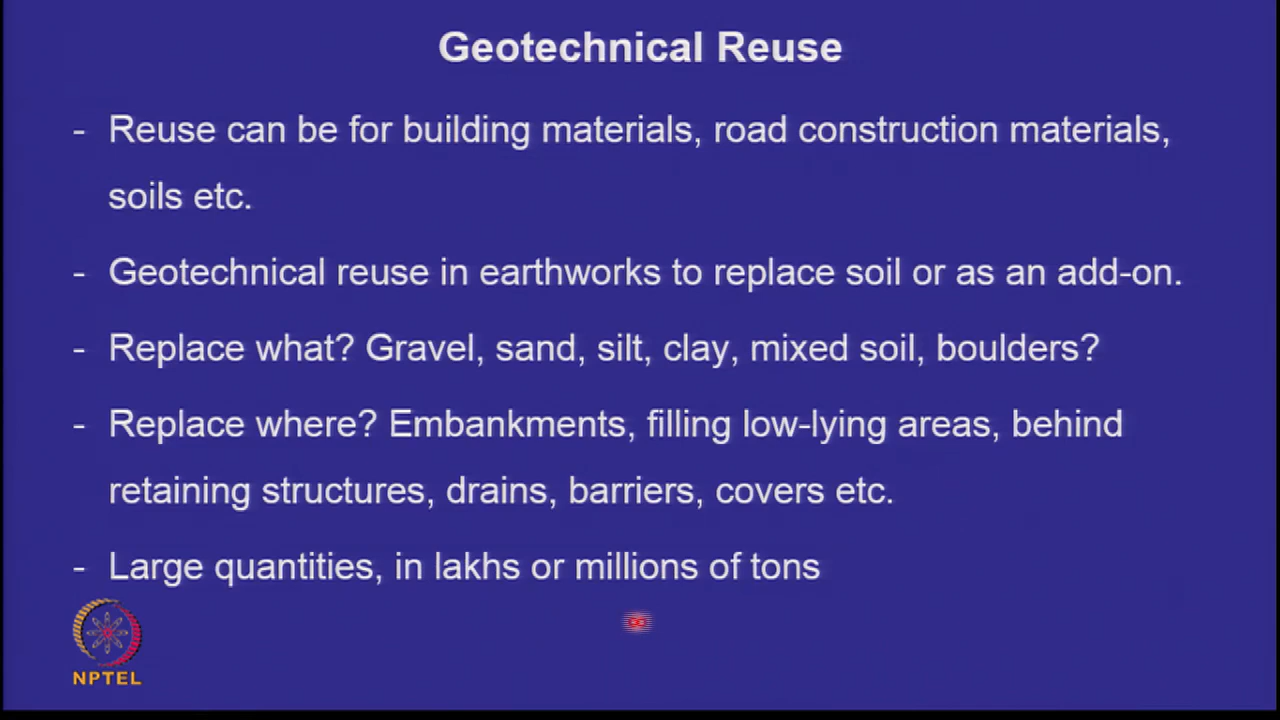 Geotechnical Reuse
- Reuse can be for building materials, road construction materials,
soils etc.
- Geotechnical reuse in earthworks to replace soil or as an add-on.
- Replace what? Gravel, sand, silt, clay, mixed soil, boulders?
- Replace where? Embankments, filling low-lying areas, behind
retaining structures, drains, barriers, covers etc.
- Large quantities, in lakhs or millions of tons
NPTEL